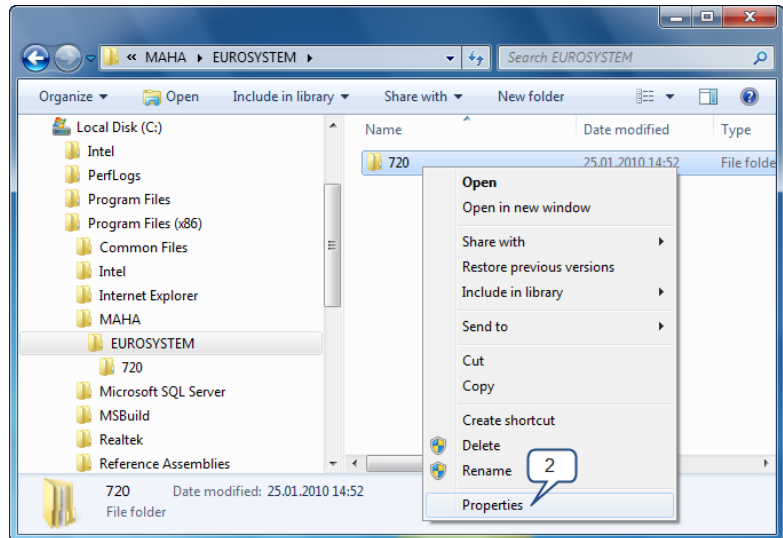 « MAHA ▸ EUROSYSTEM ▸
Search EUROSYSTEM
Organize Open Include in library Share with New folder
Local Disk (C:)
Intel
PerfLogs
Program Files
Program Files (x86)
Common Files
Intel
Internet Explorer
MAHA
EUROSYSTEM
720
Microsoft SQL Server
MSBuild
Realtek
Reference Assemblies
Name Date modified Type
720 25.01.2010 14:52 File folde
Open
Open in new window
Share with
Restore previous versions
Include in library
Send to
Cut
Copy
Create shortcut
Delete
Rename
2
Properties
720 Date modified: 25.01.2010 14:52
File folder